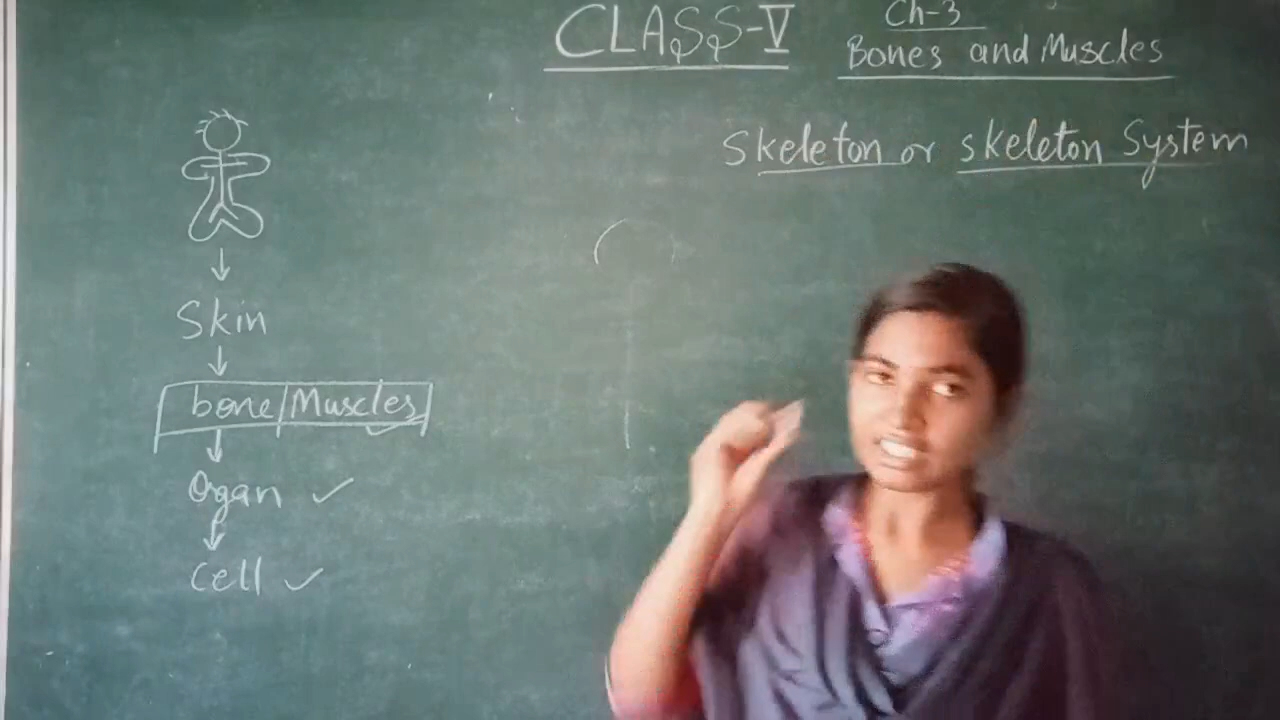 CLASS-V
Ch-3
Bones and Muscles
Skeleton or skeleton System
Skin
bone/Muscles
Organ ✓
Cell ✓